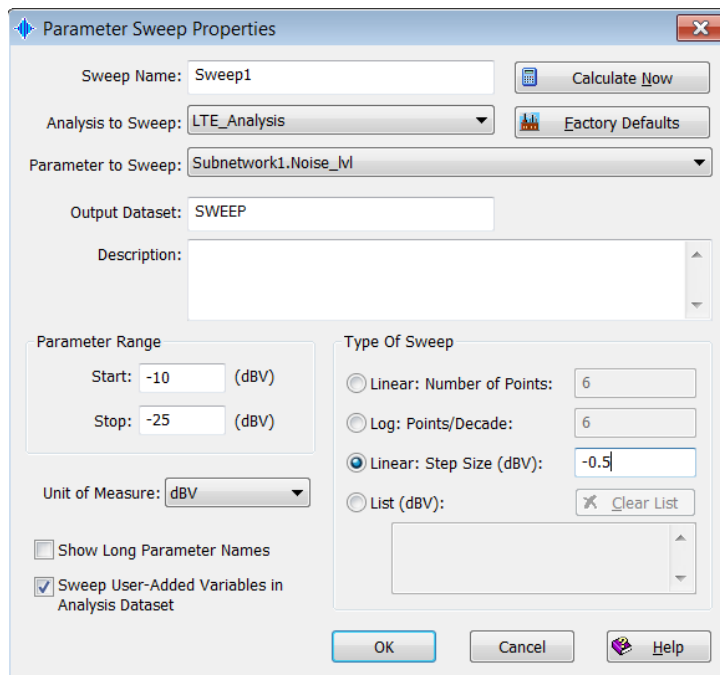 Parameter Sweep Properties
Sweep Name: Sweep1 Calculate Now
Analysis to Sweep: LTE_Analysis Factory Defaults
Parameter to Sweep: Subnetwork1.Noise_lvl
Output Dataset: SWEEP
Description:
Parameter Range Type Of Sweep
Start: -10 (dBV) Linear: Number of Points: 6
Stop: -25 (dBV) Log: Points/Decade: 6
Linear: Step Size (dBV): -0.5
Unit of Measure: dBV List (dBV): Clear List
Show Long Parameter Names
Sweep User-Added Variables in
Analysis Dataset
OK Cancel Help